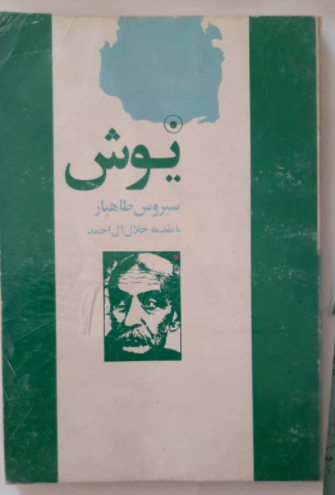 یوش
سیروس طاهباز
با مقدمه جلال آل احمد